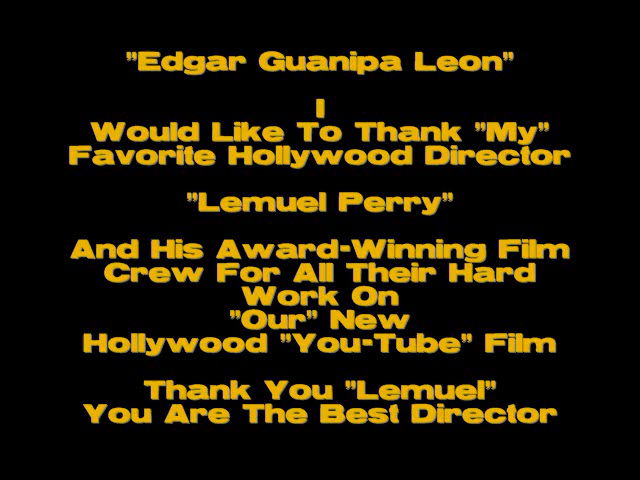 "Edgar Guanipa Leon"
I
Would Like To Thank "My"
Favorite Hollywood Director
"Lemuel Perry"
And His Award-Winning Film
Crew For All Their Hard
Work On
"Our" New
Hollywood "You-Tube" Film
Thank You "Lemuel"
You Are The Best Director